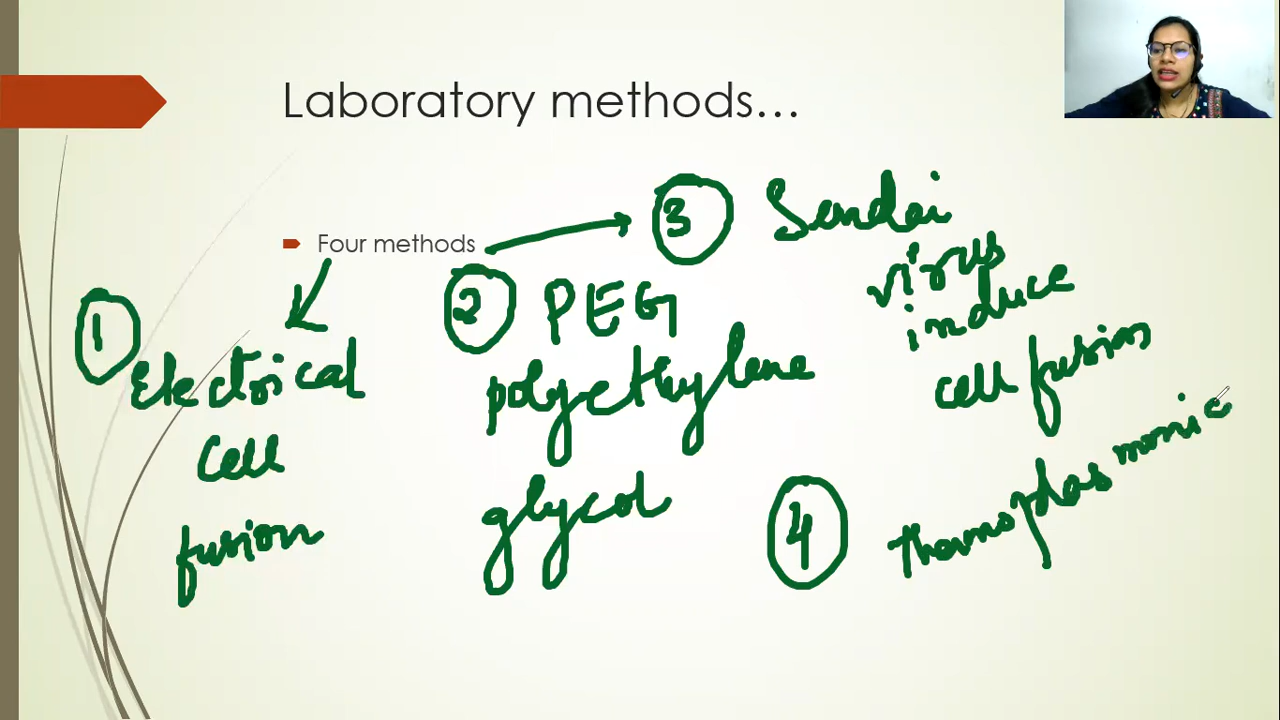 Laboratory methods…
Four methods
1
Electrical
cell
fusion
2 PEG
polyethylene
glycol
3 Sendai
virus
induce
cell fusion
4 thermoplasmonic